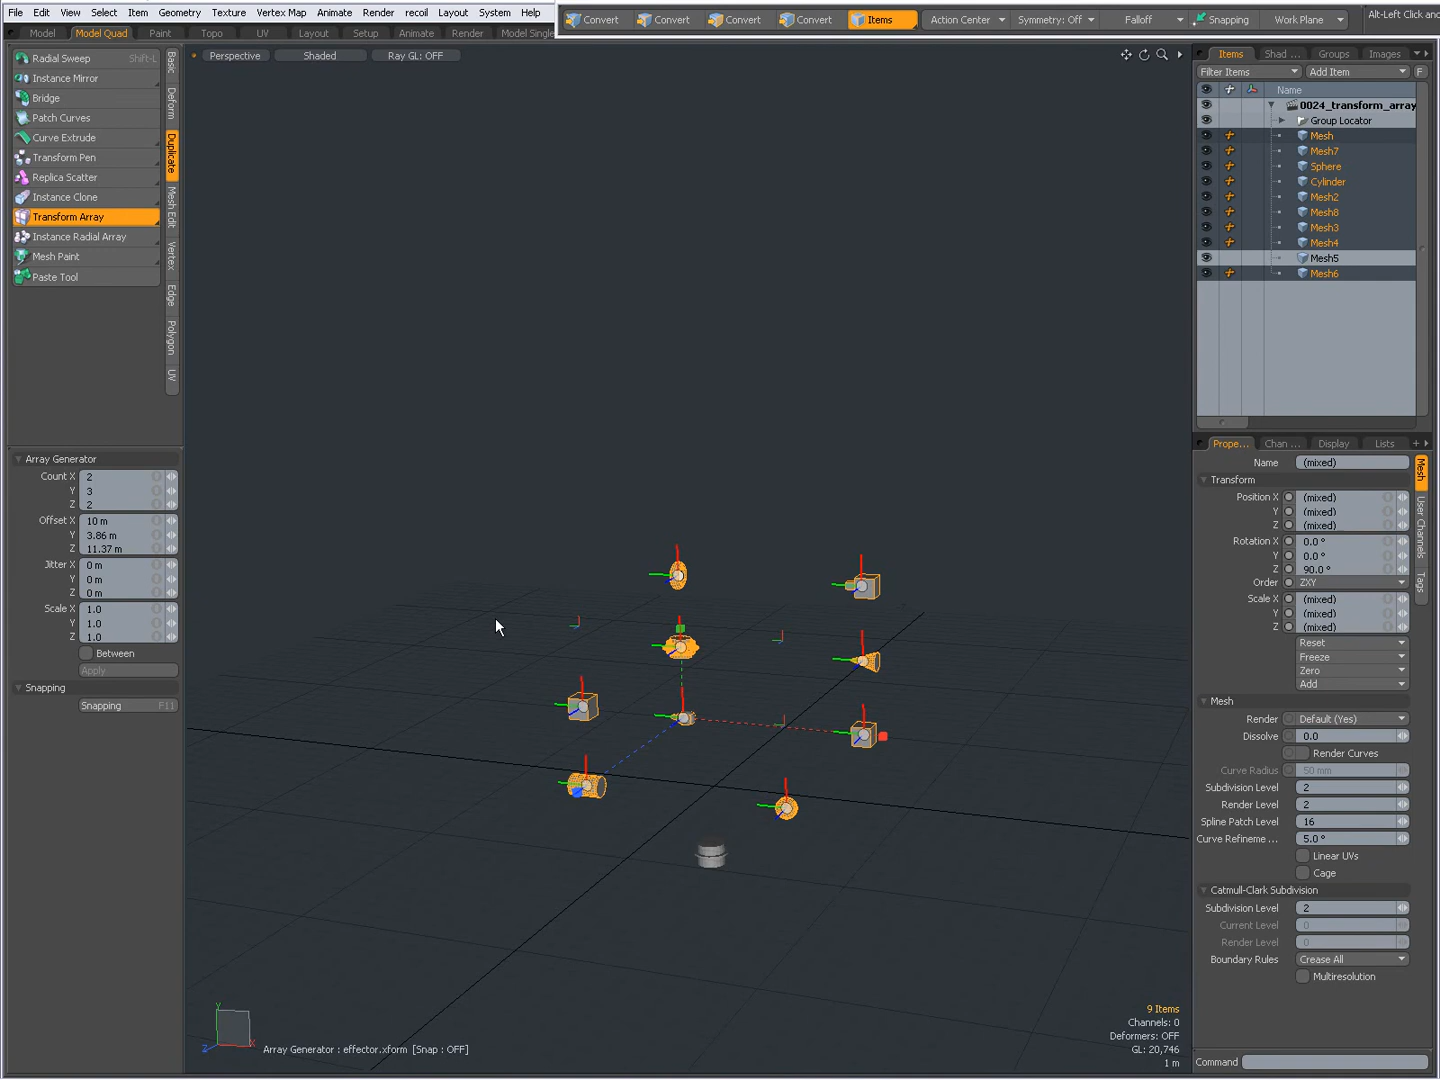 File Edit View Select Item Geometry Texture Vertex Map Animate Render recoil Layout System Help
Convert Convert Convert Convert Items Action Center Symmetry: Off Falloff Snapping Work Plane Alt-Left Click and
Model Model Quad Paint Topo UV Layout Setup Animate Render Model Single
Radial Sweep Shift-L
Instance Mirror
Bridge
Patch Curves
Curve Extrude
Transform Pen
Replica Scatter
Instance Clone
Transform Array
Instance Radial Array
Mesh Paint
Paste Tool
Basic
Deform
Duplicate
Mesh Edit
Vertex
Edge
Polygon
UV
Array Generator
Count X 2
Y 3
Z 2
Offset X 10 m
Y 3.86 m
Z 11.37 m
Jitter X 0 m
Y 0 m
Z 0 m
Scale X 1.0
Y 1.0
Z 1.0
Between
Apply
Snapping
Snapping F11
Perspective Shaded Ray GL: OFF
Y
X
Z
Array Generator : effector.xform [Snap : OFF]
9 Items
Channels: 0
Deformers: OFF
GL: 20,746
1 m
Items Shad ... Groups Images
Filter Items Add Item F
Name
0024_transform_array
Group Locator
Mesh
Mesh7
Sphere
Cylinder
Mesh2
Mesh8
Mesh3
Mesh4
Mesh5
Mesh6
Prope... Chan ... Display Lists +
Name (mixed)
Transform
Position X (mixed)
Y (mixed)
Z (mixed)
Rotation X 0.0 °
Y 0.0 °
Z 90.0 °
Order ZXY
Scale X (mixed)
Y (mixed)
Z (mixed)
Reset
Freeze
Zero
Add
Mesh
Render Default (Yes)
Dissolve 0.0
Render Curves
Curve Radius 50 mm
Subdivision Level 2
Render Level 2
Spline Patch Level 16
Curve Refineme ... 5.0 °
Linear UVs
Cage
Catmull-Clark Subdivision
Subdivision Level 2
Current Level 0
Render Level 0
Boundary Rules Crease All
Multiresolution
Mesh
User Channels
Tags
Command